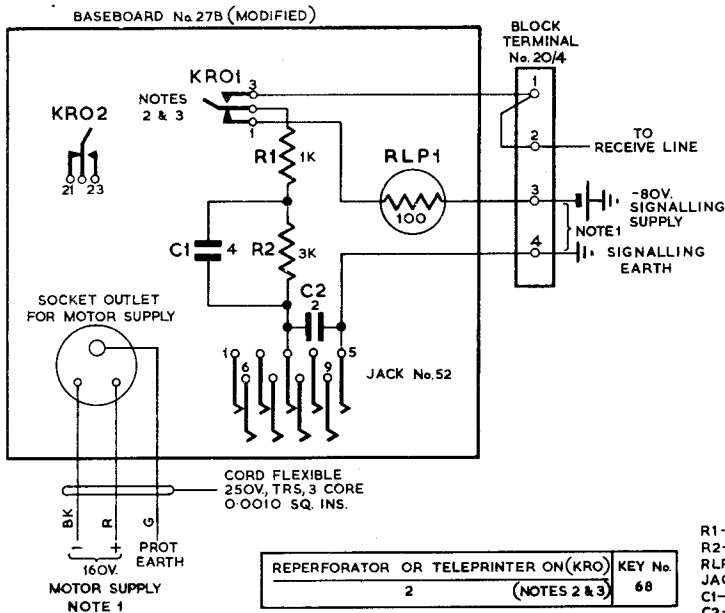 BASEBOARD No. 27B (MODIFIED)
BLOCK
TERMINAL
No. 20/4
KRO1
3
NOTES
2 & 3
1
KRO2
21 23
R1
1K
RLP1
100
1
2
TO
RECEIVE LINE
3
-80V.
SIGNALLING
SUPPLY
NOTE 1
4
SIGNALLING
EARTH
C1
4
R2
3K
C2
2
SOCKET OUTLET
FOR MOTOR SUPPLY
1
6
9
5
JACK No. 52
CORD FLEXIBLE
250V., TRS, 3 CORE
0·0010 SQ. INS.
BK
R
G
-
+
160V.
PROT
EARTH
MOTOR SUPPLY
NOTE 1
REPERFORATOR OR TELEPRINTER ON (KRO)
KEY No.
2
(NOTES 2 & 3)
68
R1-
R2-
RLP
JAC
C1-
C2-